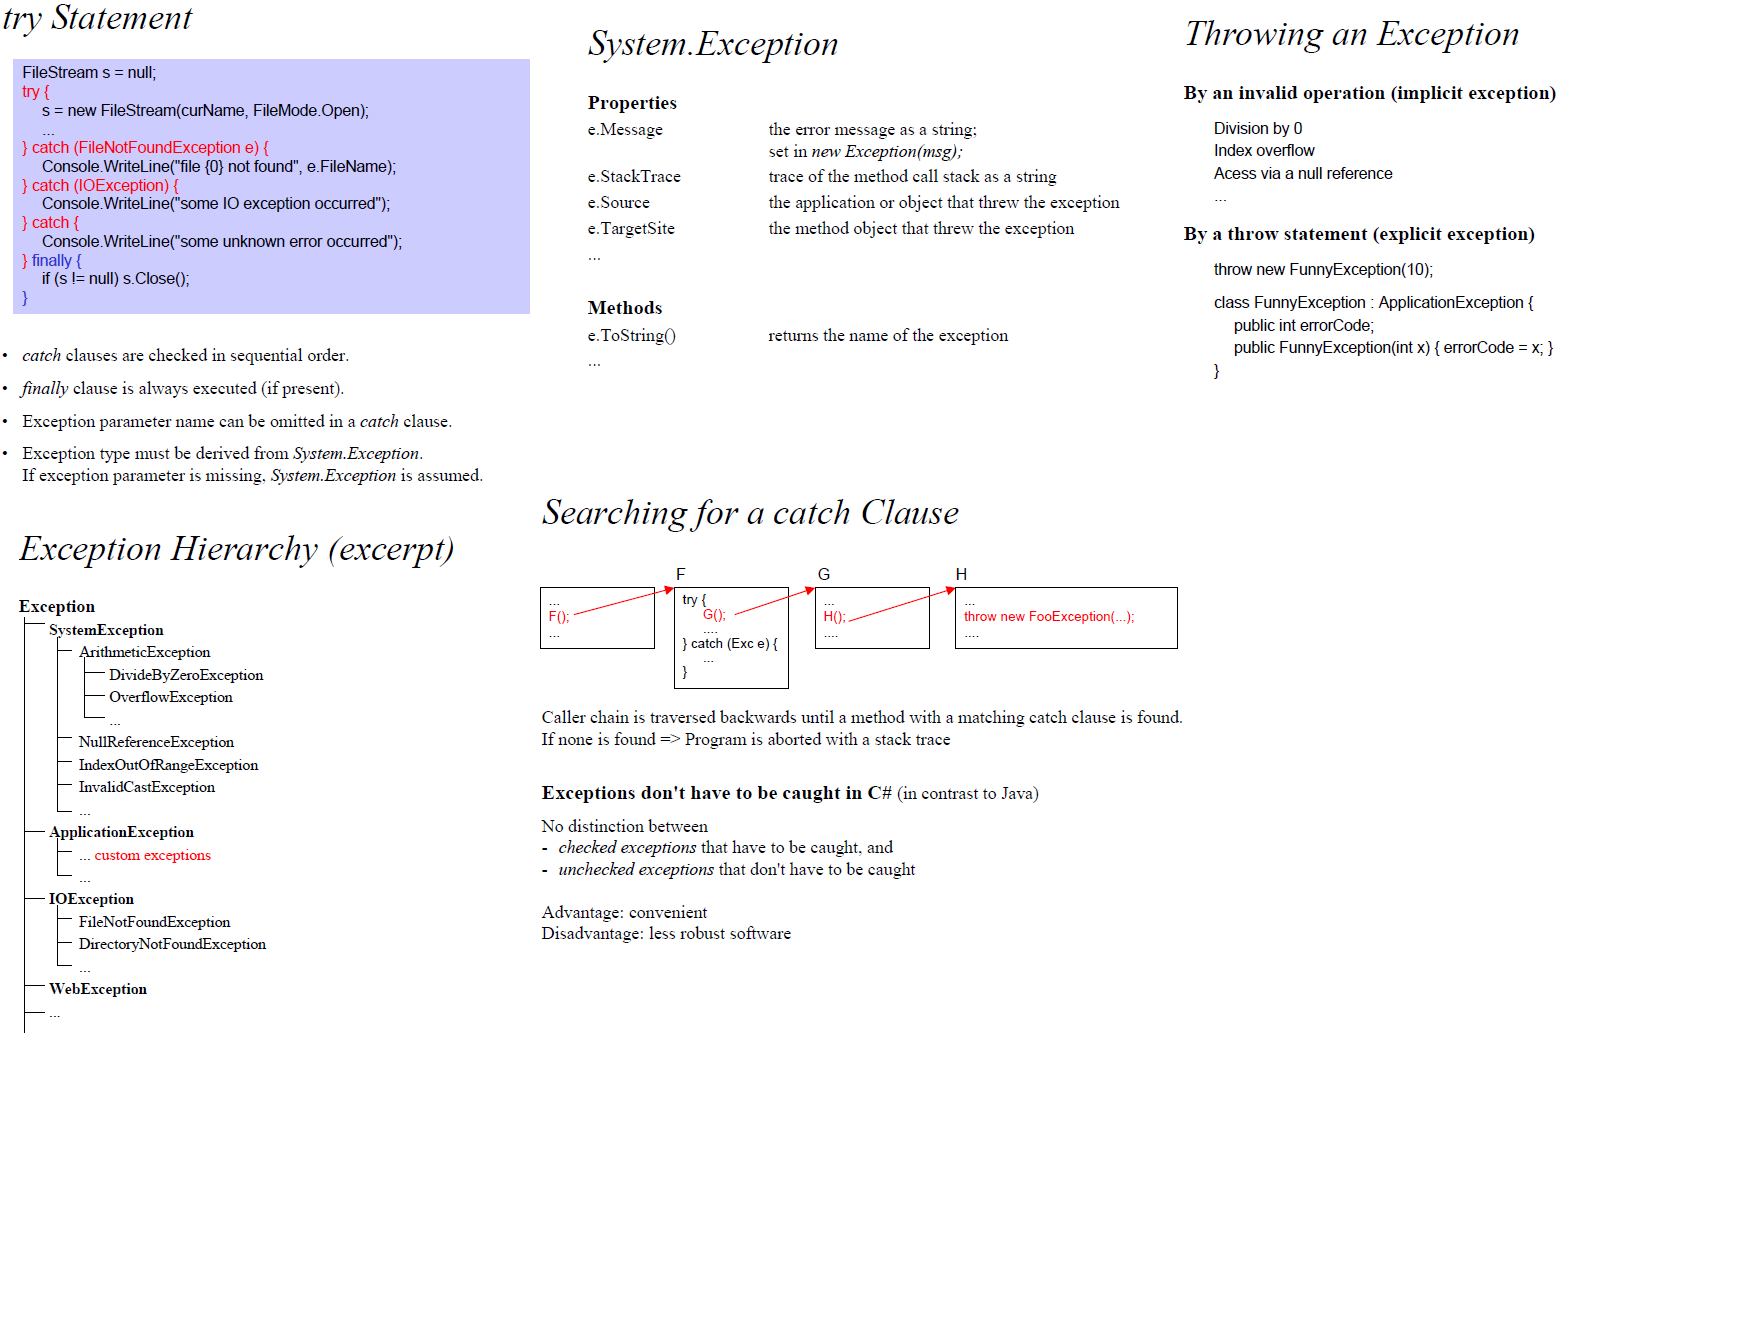 try Statement
FileStream s = null;
try {
s = new FileStream(curName, FileMode.Open);
...
} catch (FileNotFoundException e) {
Console.WriteLine("file {0} not found", e.FileName);
} catch (IOException) {
Console.WriteLine("some IO exception occurred");
} catch {
Console.WriteLine("some unknown error occurred");
} finally {
if (s != null) s.Close();
}
• catch clauses are checked in sequential order.
• finally clause is always executed (if present).
• Exception parameter name can be omitted in a catch clause.
• Exception type must be derived from System.Exception.
If exception parameter is missing, System.Exception is assumed.
System.Exception
Properties
e.Message the error message as a string;
set in new Exception(msg);
e.StackTrace trace of the method call stack as a string
e.Source the application or object that threw the exception
e.TargetSite the method object that threw the exception
...
Methods
e.ToString() returns the name of the exception
...
Throwing an Exception
By an invalid operation (implicit exception)
Division by 0
Index overflow
Acess via a null reference
...
By a throw statement (explicit exception)
throw new FunnyException(10);
class FunnyException : ApplicationException {
public int errorCode;
public FunnyException(int x) { errorCode = x; }
}
Exception Hierarchy (excerpt)
Exception
SystemException
ArithmeticException
DivideByZeroException
OverflowException
...
NullReferenceException
IndexOutOfRangeException
InvalidCastException
...
ApplicationException
... custom exceptions
...
IOException
FileNotFoundException
DirectoryNotFoundException
...
WebException
...
Searching for a catch Clause
...
F();
...
F
try {
G();
....
} catch (Exc e) {
...
}
G
...
H();
....
H
...
throw new FooException(...);
....
Caller chain is traversed backwards until a method with a matching catch clause is found.
If none is found => Program is aborted with a stack trace
Exceptions don't have to be caught in C# (in contrast to Java)
No distinction between
- checked exceptions that have to be caught, and
- unchecked exceptions that don't have to be caught
Advantage: convenient
Disadvantage: less robust software